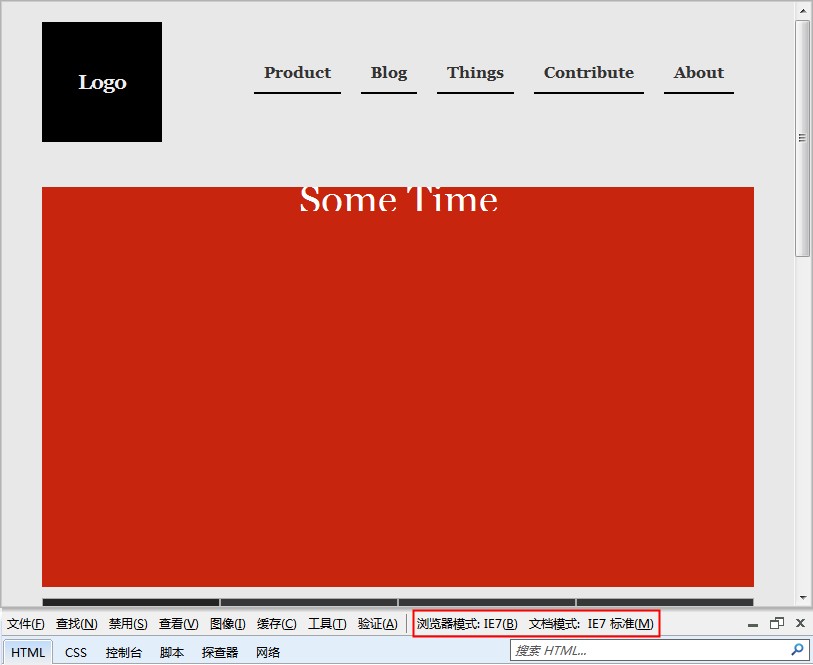 Logo
Product Blog Things Contribute About
Some Time
文件(F) 查找(N) 禁用(S) 查看(V) 图像(I) 缓存(C) 工具(T) 验证(A) 浏览器模式: IE7(B) 文档模式: IE7 标准(M)
HTML CSS 控制台 脚本 探查器 网络 搜索 HTML...